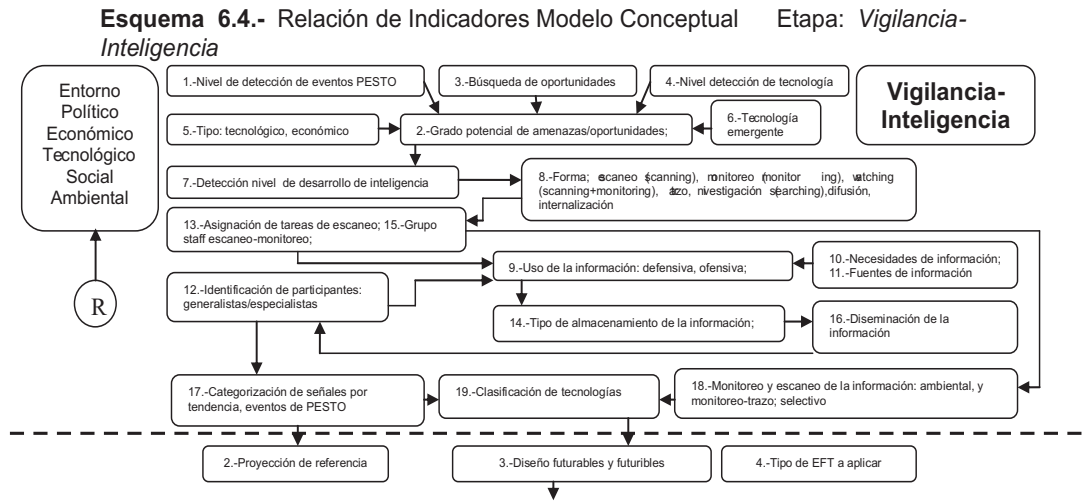 Esquema 6.4.- Relación de Indicadores Modelo Conceptual Etapa: Vigilancia-
Inteligencia
Entorno
Político
Económico
Tecnológico
Social
Ambiental
R
1.-Nivel de detección de eventos PESTO
3.-Búsqueda de oportunidades
4.-Nivel detección de tecnología
Vigilancia-
Inteligencia
5.-Tipo: tecnológico, económico
2.-Grado potencial de amenazas/oportunidades;
6.-Tecnología
emergente
7.-Detección nivel de desarrollo de inteligencia
8.-Forma; escaneo (scanning), monitoreo (monitor ing), watching
(scanning+monitoring), trazo, investigación (searching),difusión,
internalización
13.-Asignación de tareas de escaneo; 15.-Grupo
staff escaneo-monitoreo;
9.-Uso de la información: defensiva, ofensiva;
10.-Necesidades de información;
11.-Fuentes de información
12.-Identificación de participantes:
generalistas/especialistas
14.-Tipo de almacenamiento de la información;
16.-Diseminación de la
información
17.-Categorización de señales por
tendencia, eventos de PESTO
19.-Clasificación de tecnologías
18.-Monitoreo y escaneo de la información: ambiental, y
monitoreo-trazo; selectivo
2.-Proyección de referencia
3.-Diseño futurables y futuribles
4.-Tipo de EFT a aplicar